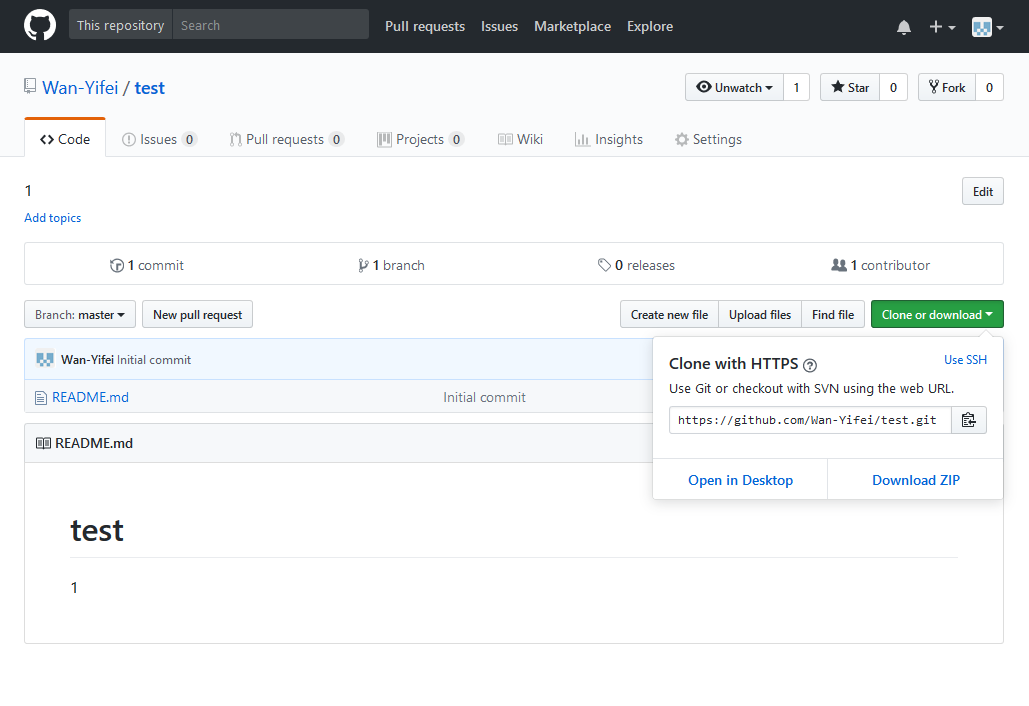 This repository Search Pull requests Issues Marketplace Explore
Wan-Yifei / test Unwatch 1 Star 0 Fork 0
Code Issues 0 Pull requests 0 Projects 0 Wiki Insights Settings
1 Edit
Add topics
1 commit 1 branch 0 releases 1 contributor
Branch: master New pull request Create new file Upload files Find file Clone or download
Wan-Yifei Initial commit
README.md Initial commit
Clone with HTTPS Use SSH
Use Git or checkout with SVN using the web URL.
https://github.com/Wan-Yifei/test.git
Open in Desktop Download ZIP
README.md
test
1